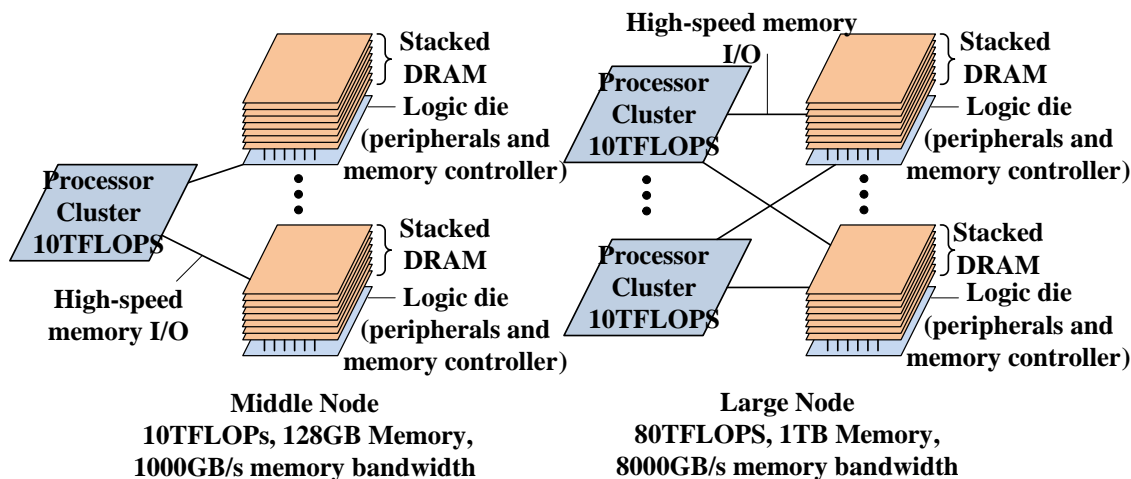 Stacked
DRAM
Logic die
(peripherals and
memory controller)
Processor
Cluster
10TFLOPS
Stacked
DRAM
Logic die
(peripherals and
memory controller)
High-speed
memory I/O
Middle Node
10TFLOPs, 128GB Memory,
1000GB/s memory bandwidth
High-speed memory
I/O
Processor
Cluster
10TFLOPS
Stacked
DRAM
Logic die
(peripherals and
memory controller)
Processor
Cluster
10TFLOPS
Stacked
DRAM
Logic die
(peripherals and
memory controller)
Large Node
80TFLOPS, 1TB Memory,
8000GB/s memory bandwidth